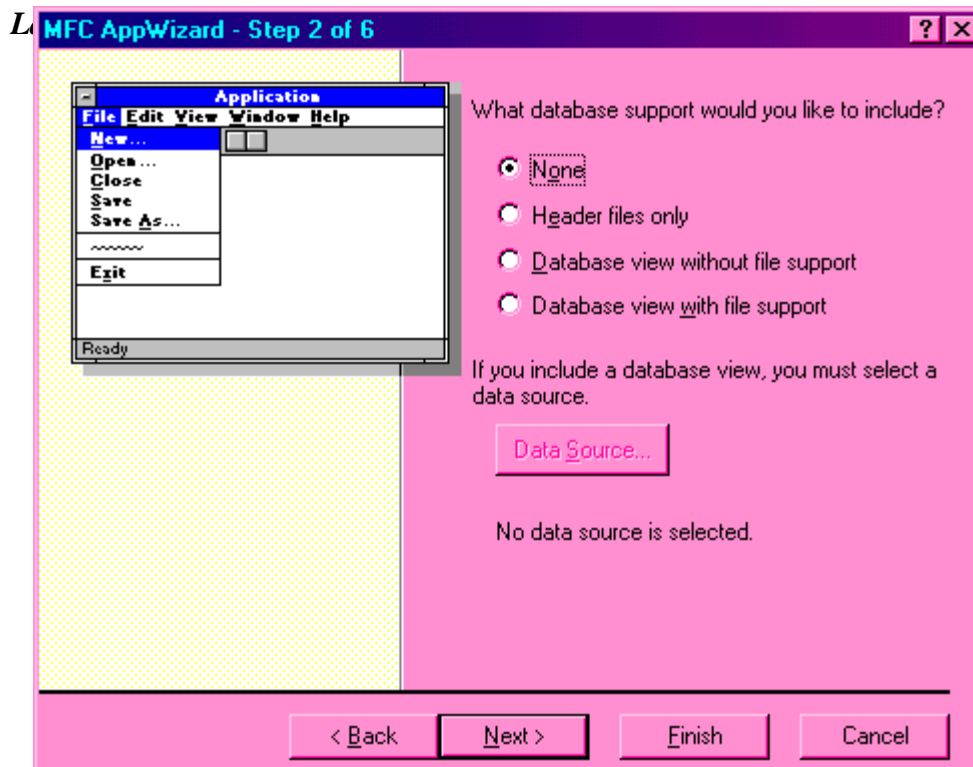 MFC AppWizard - Step 2 of 6
Application
File Edit View Window Help
New...
Open...
Close
Save
Save As...
Exit
Ready
What database support would you like to include?
None
Header files only
Database view without file support
Database view with file support
If you include a database view, you must select a
data source.
Data Source...
No data source is selected.
< Back
Next >
Finish
Cancel